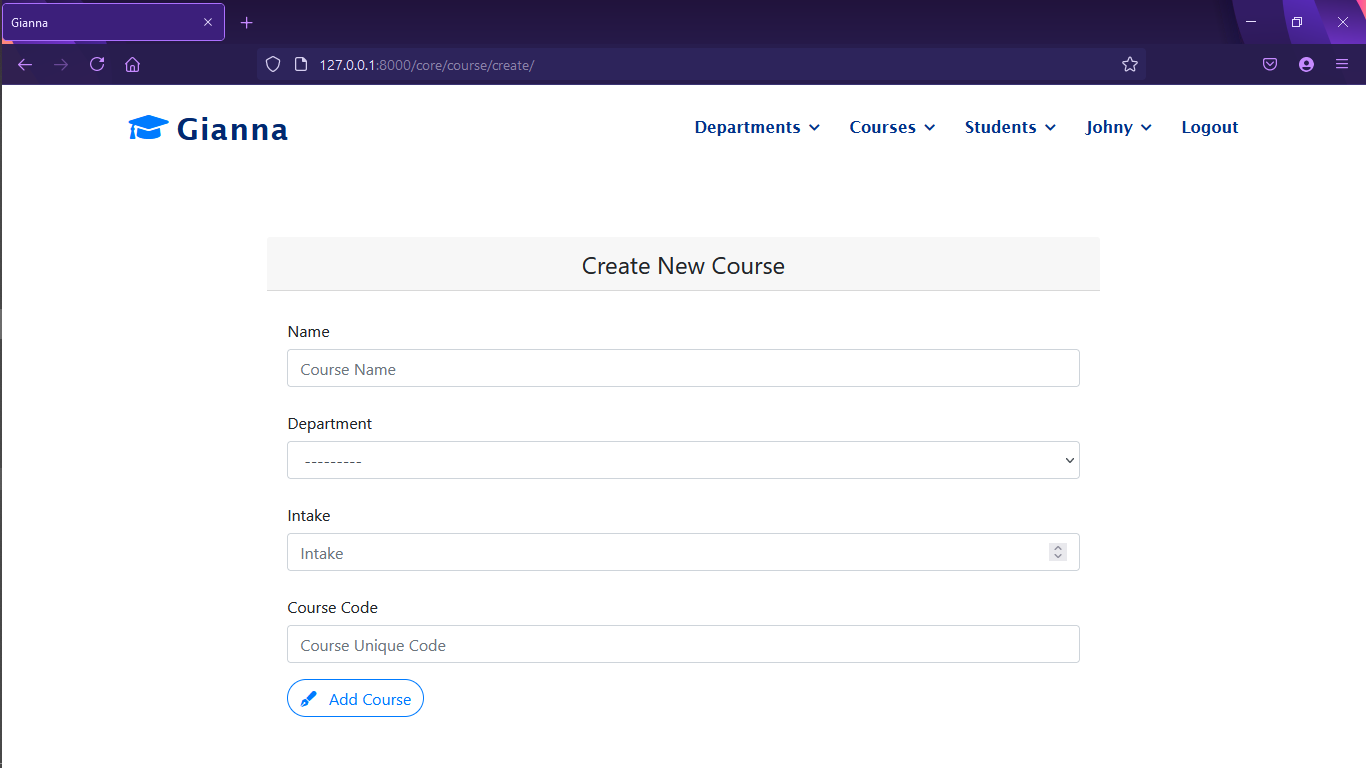 Gianna
127.0.0.1:8000/core/course/create/
Gianna Departments Courses Students Johny Logout
Create New Course
Name
Course Name
Department
---------
Intake
Intake
Course Code
Course Unique Code
Add Course